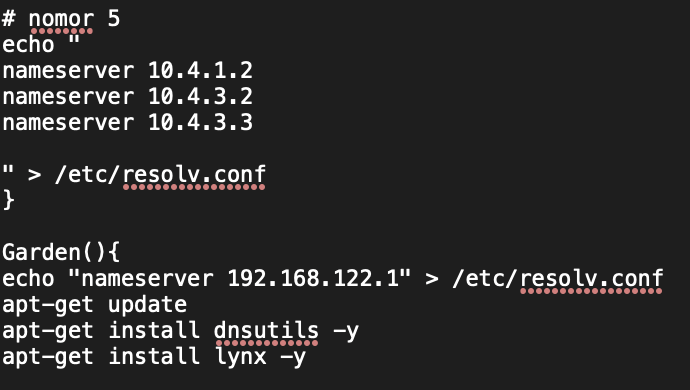 # nomor 5
echo "
nameserver 10.4.1.2
nameserver 10.4.3.2
nameserver 10.4.3.3
" > /etc/resolv.conf
}
Garden(){
echo "nameserver 192.168.122.1" > /etc/resolv.conf
apt-get update
apt-get install dnsutils -y
apt-get install lynx -y